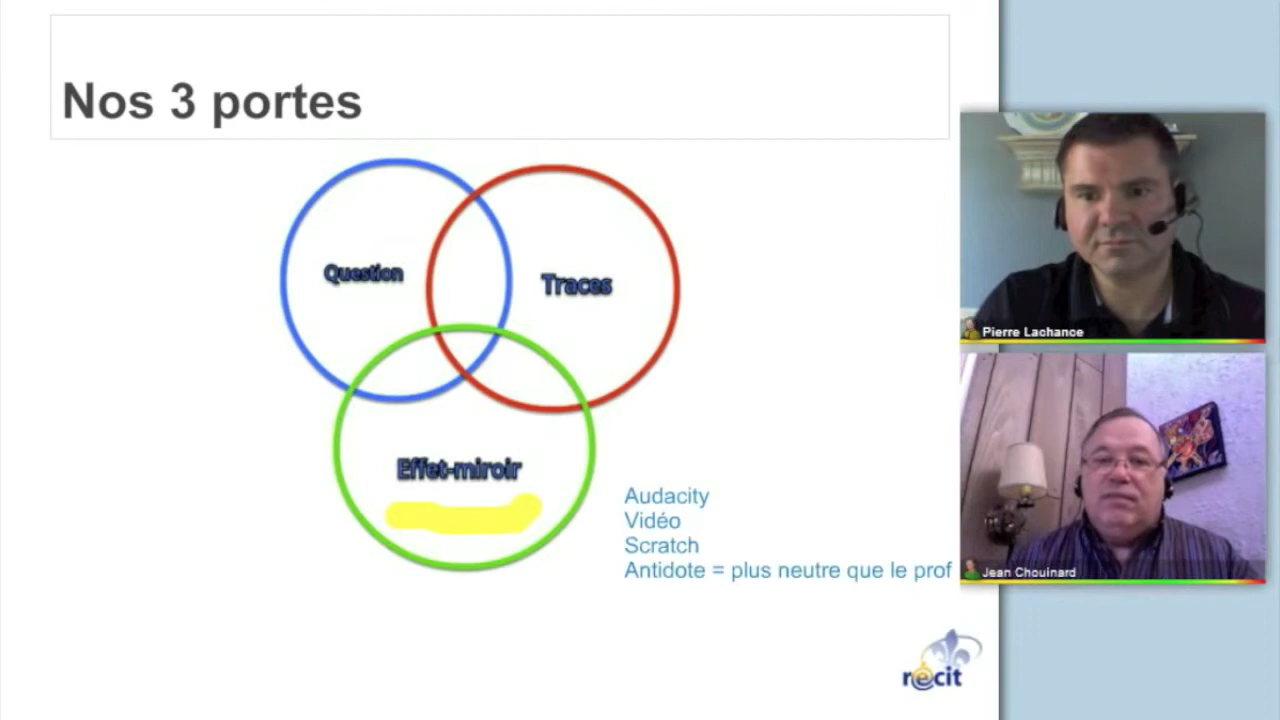 Nos 3 portes
Question
Traces
Effet-miroir
Audacity
Vidéo
Scratch
Antidote = plus neutre que le prof
Pierre Lachance
Jean Chouinard
récit